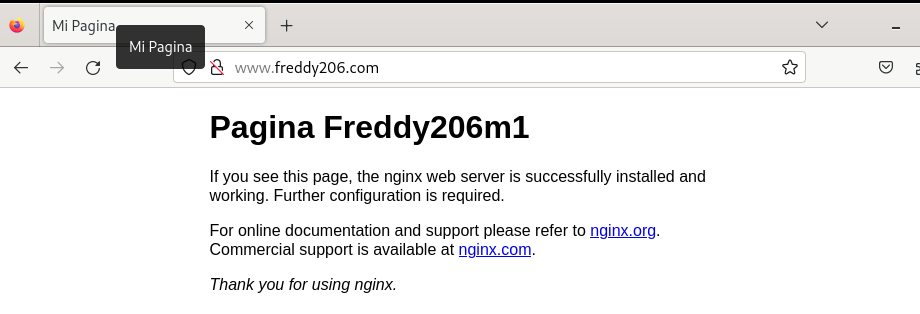 Mi Pagina
Mi Pagina
www.freddy206.com
Pagina Freddy206m1
If you see this page, the nginx web server is successfully installed and
working. Further configuration is required.
For online documentation and support please refer to nginx.org.
Commercial support is available at nginx.com.
Thank you for using nginx.